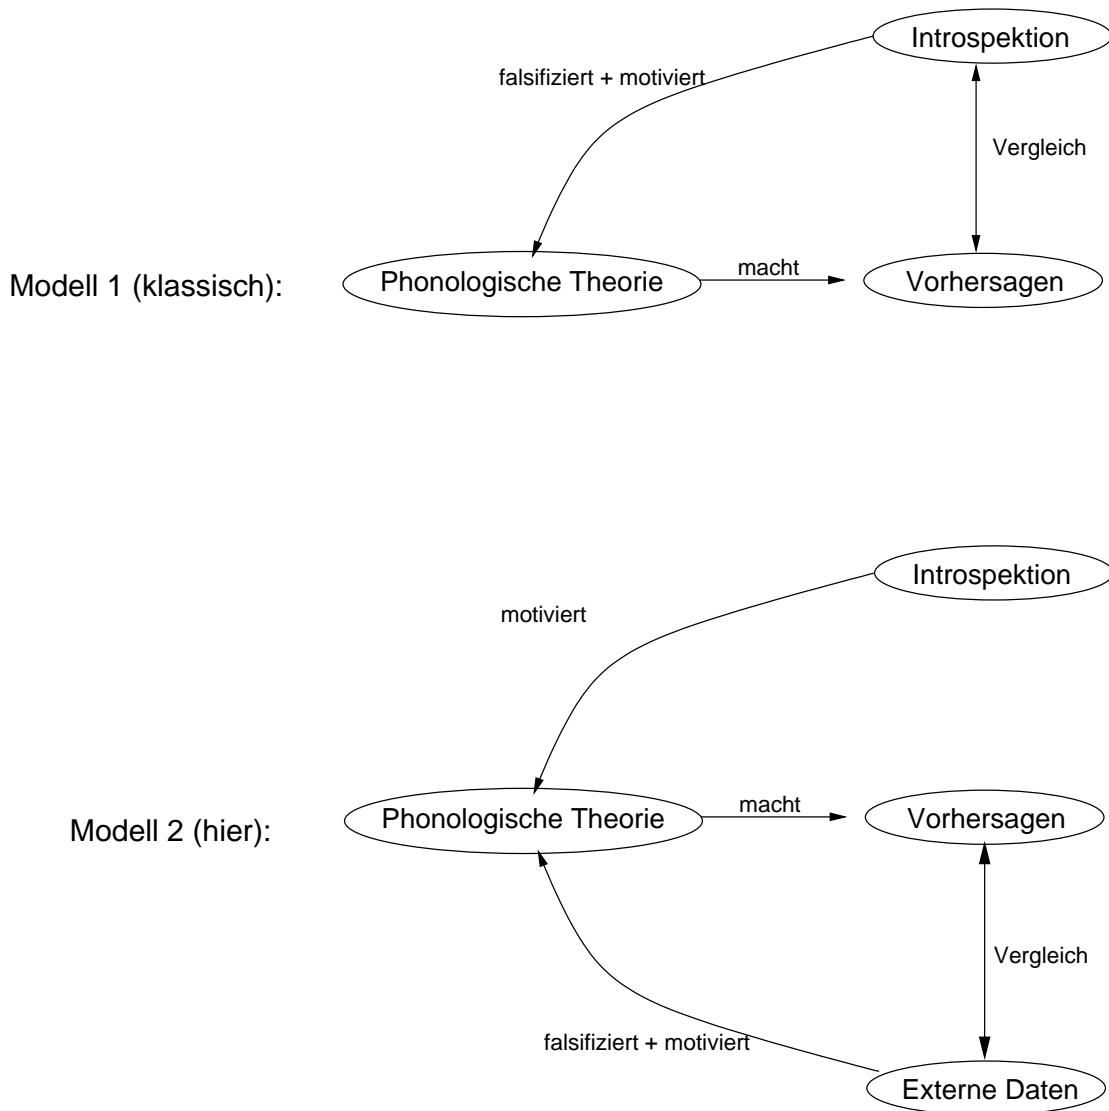 Introspektion
falsifiziert + motiviert
Vergleich
Modell 1 (klassisch):
Phonologische Theorie
macht
Vorhersagen
Introspektion
motiviert
Modell 2 (hier):
Phonologische Theorie
macht
Vorhersagen
Vergleich
falsifiziert + motiviert
Externe Daten